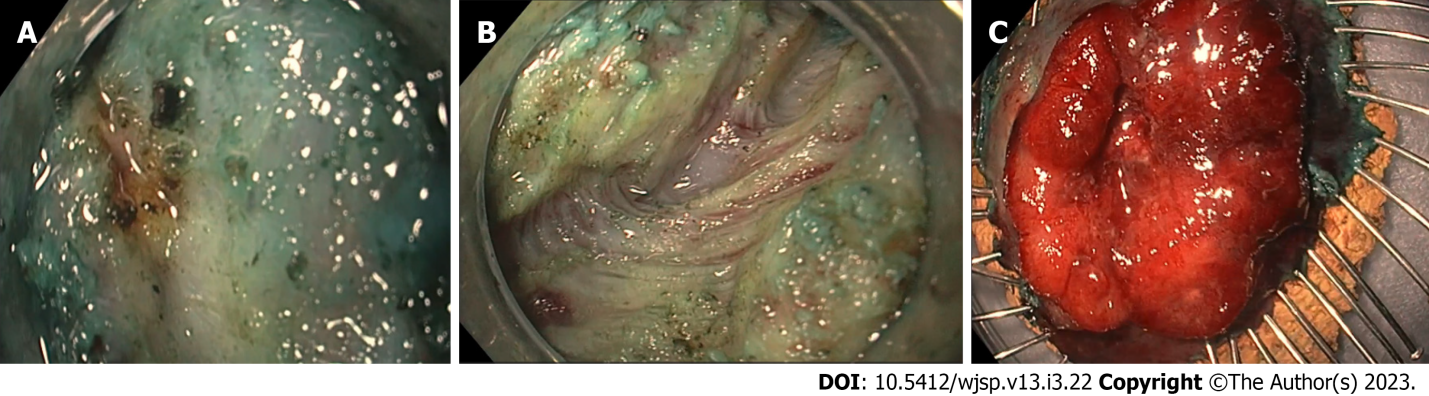 A
B
C
DOI: 10.5412/wjsp.v13.i3.22 Copyright ©The Author(s) 2023.